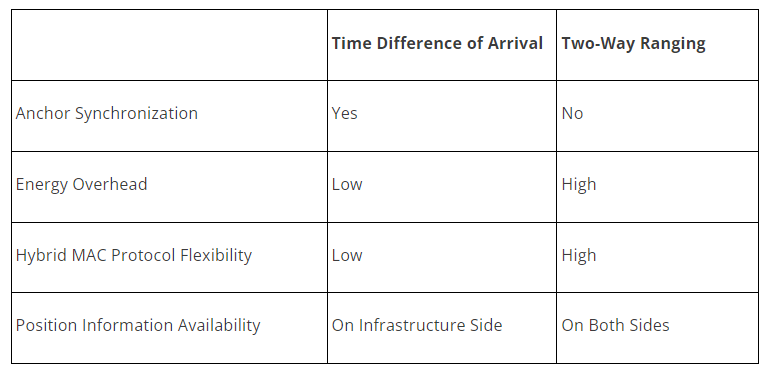 Time Difference of Arrival Two-Way Ranging
Anchor Synchronization Yes No
Energy Overhead Low High
Hybrid MAC Protocol Flexibility Low High
Position Information Availability On Infrastructure Side On Both Sides